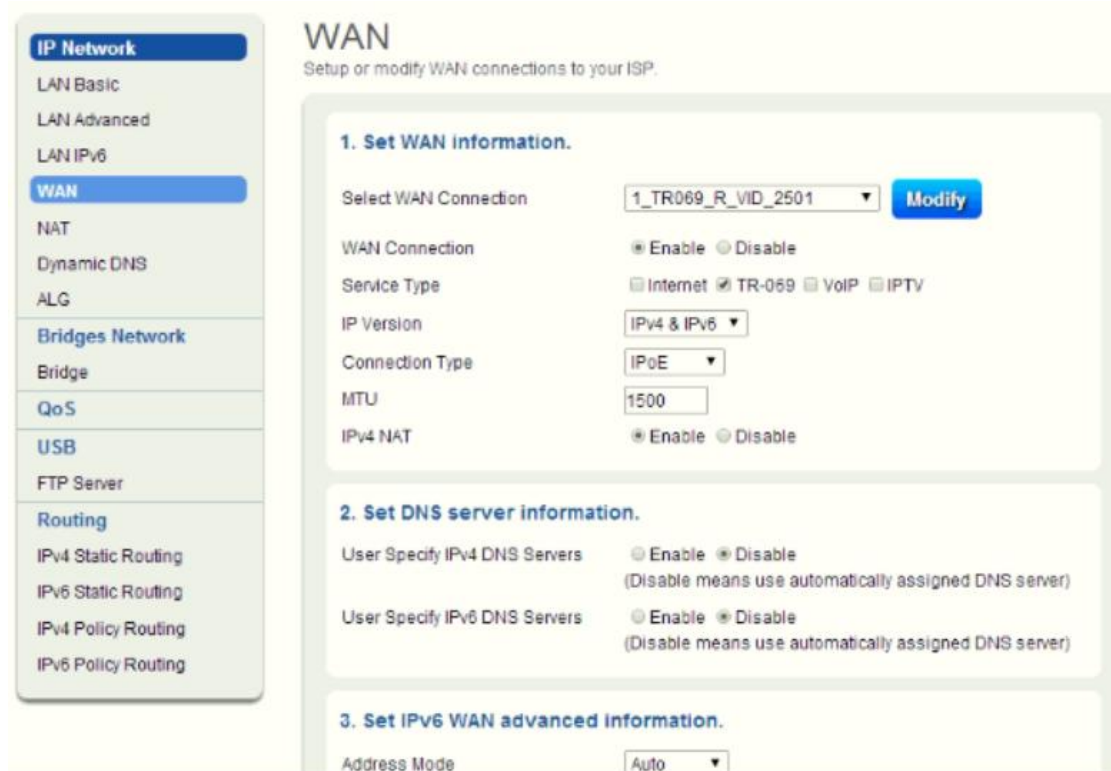 IP Network
LAN Basic
LAN Advanced
LAN IPv6
WAN
NAT
Dynamic DNS
ALG
Bridges Network
Bridge
QoS
USB
FTP Server
Routing
IPv4 Static Routing
IPv6 Static Routing
IPv4 Policy Routing
IPv6 Policy Routing
WAN
Setup or modify WAN connections to your ISP.
1. Set WAN information.
Select WAN Connection 1_TR069_R_VID_2501 Modify
WAN Connection Enable Disable
Service Type Internet TR-069 VoIP IPTV
IP Version IPv4 & IPv6
Connection Type IPoE
MTU 1500
IPv4 NAT Enable Disable
2. Set DNS server information.
User Specify IPv4 DNS Servers Enable Disable
(Disable means use automatically assigned DNS server)
User Specify IPv6 DNS Servers Enable Disable
(Disable means use automatically assigned DNS server)
3. Set IPv6 WAN advanced information.
Address Mode Auto